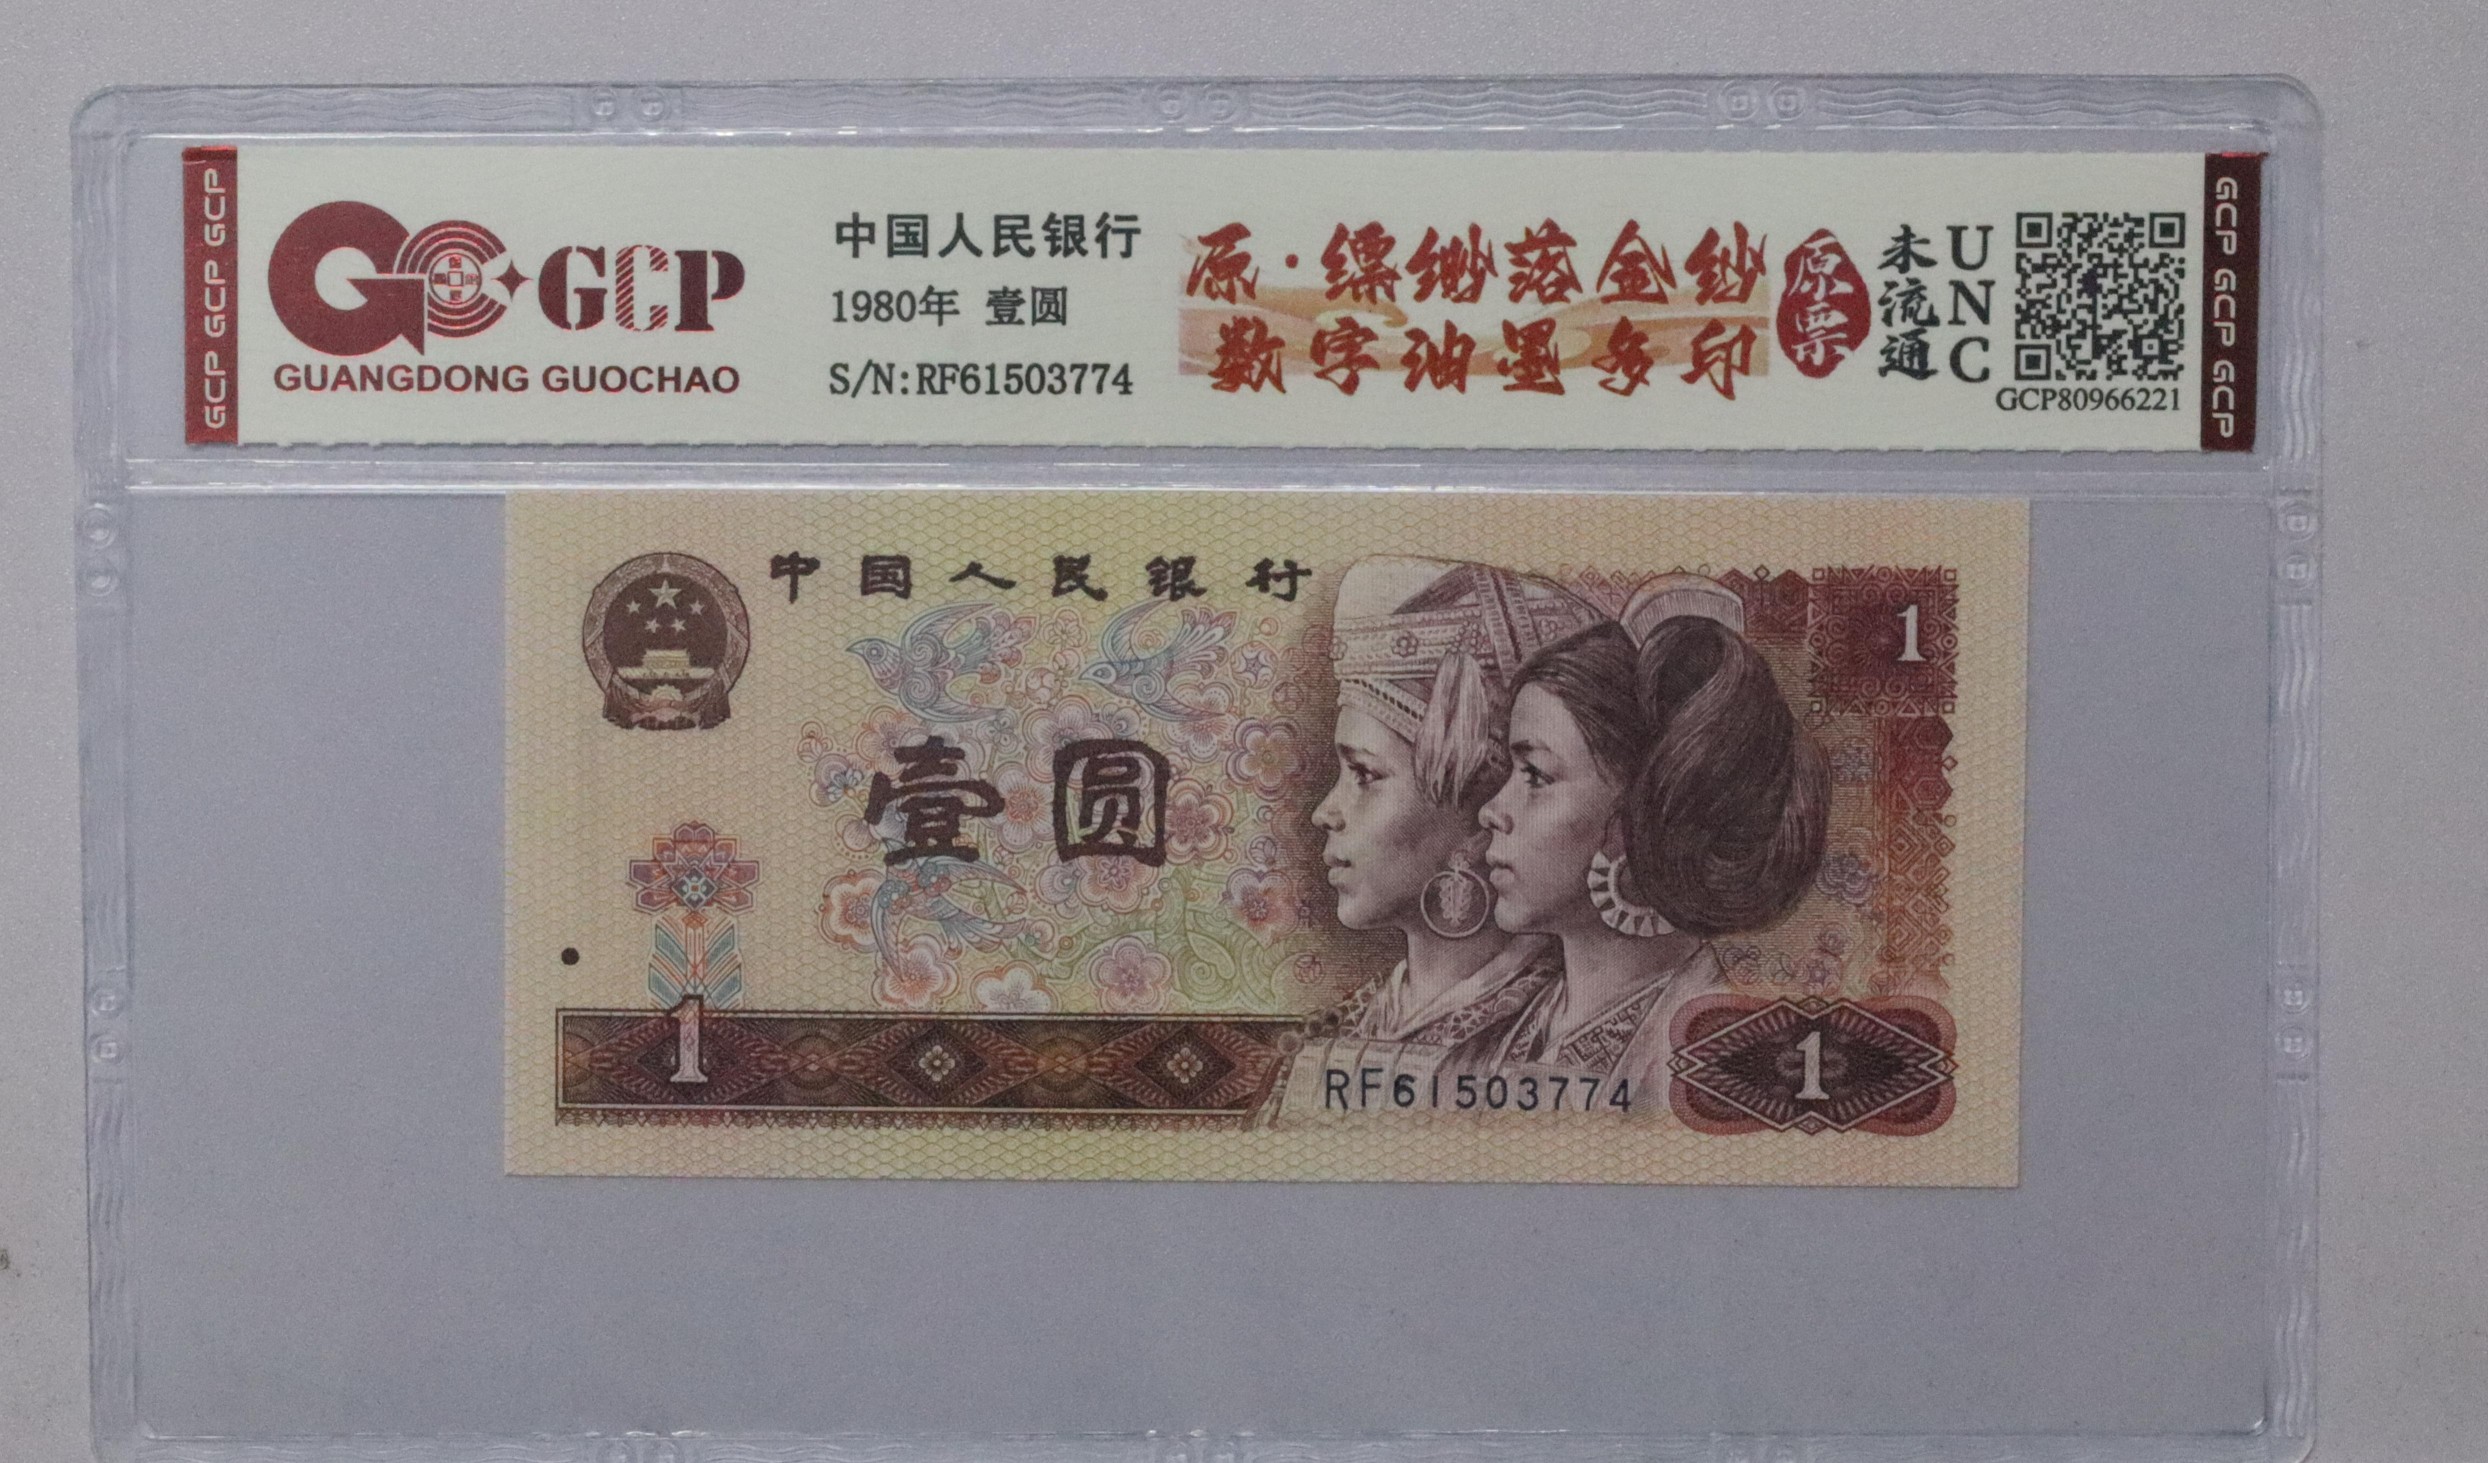 GCP GCP GCP
GCP
GUANGDONG GUOCHAO
中国人民银行
1980年 壹圆
S/N:RF61503774
原·缥缈落金纱
数字油墨多印
原票
未流通
UNC
GCP80966221
GCP GCP GCP
中国人民银行
壹圆
1
1
1
RF61503774